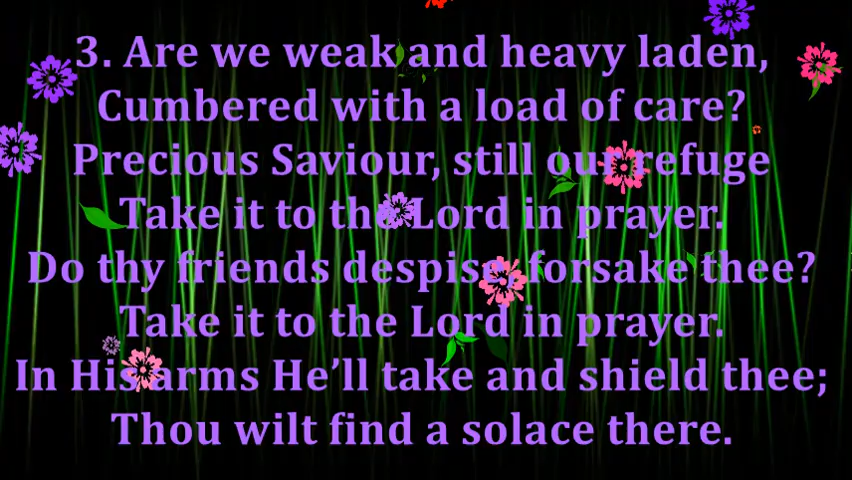 3. Are we weak and heavy laden,
Cumbered with a load of care?
Precious Saviour, still our refuge
Take it to the Lord in prayer.
Do thy friends despise, forsake thee?
Take it to the Lord in prayer.
In His arms He’ll take and shield thee;
Thou wilt find a solace there.